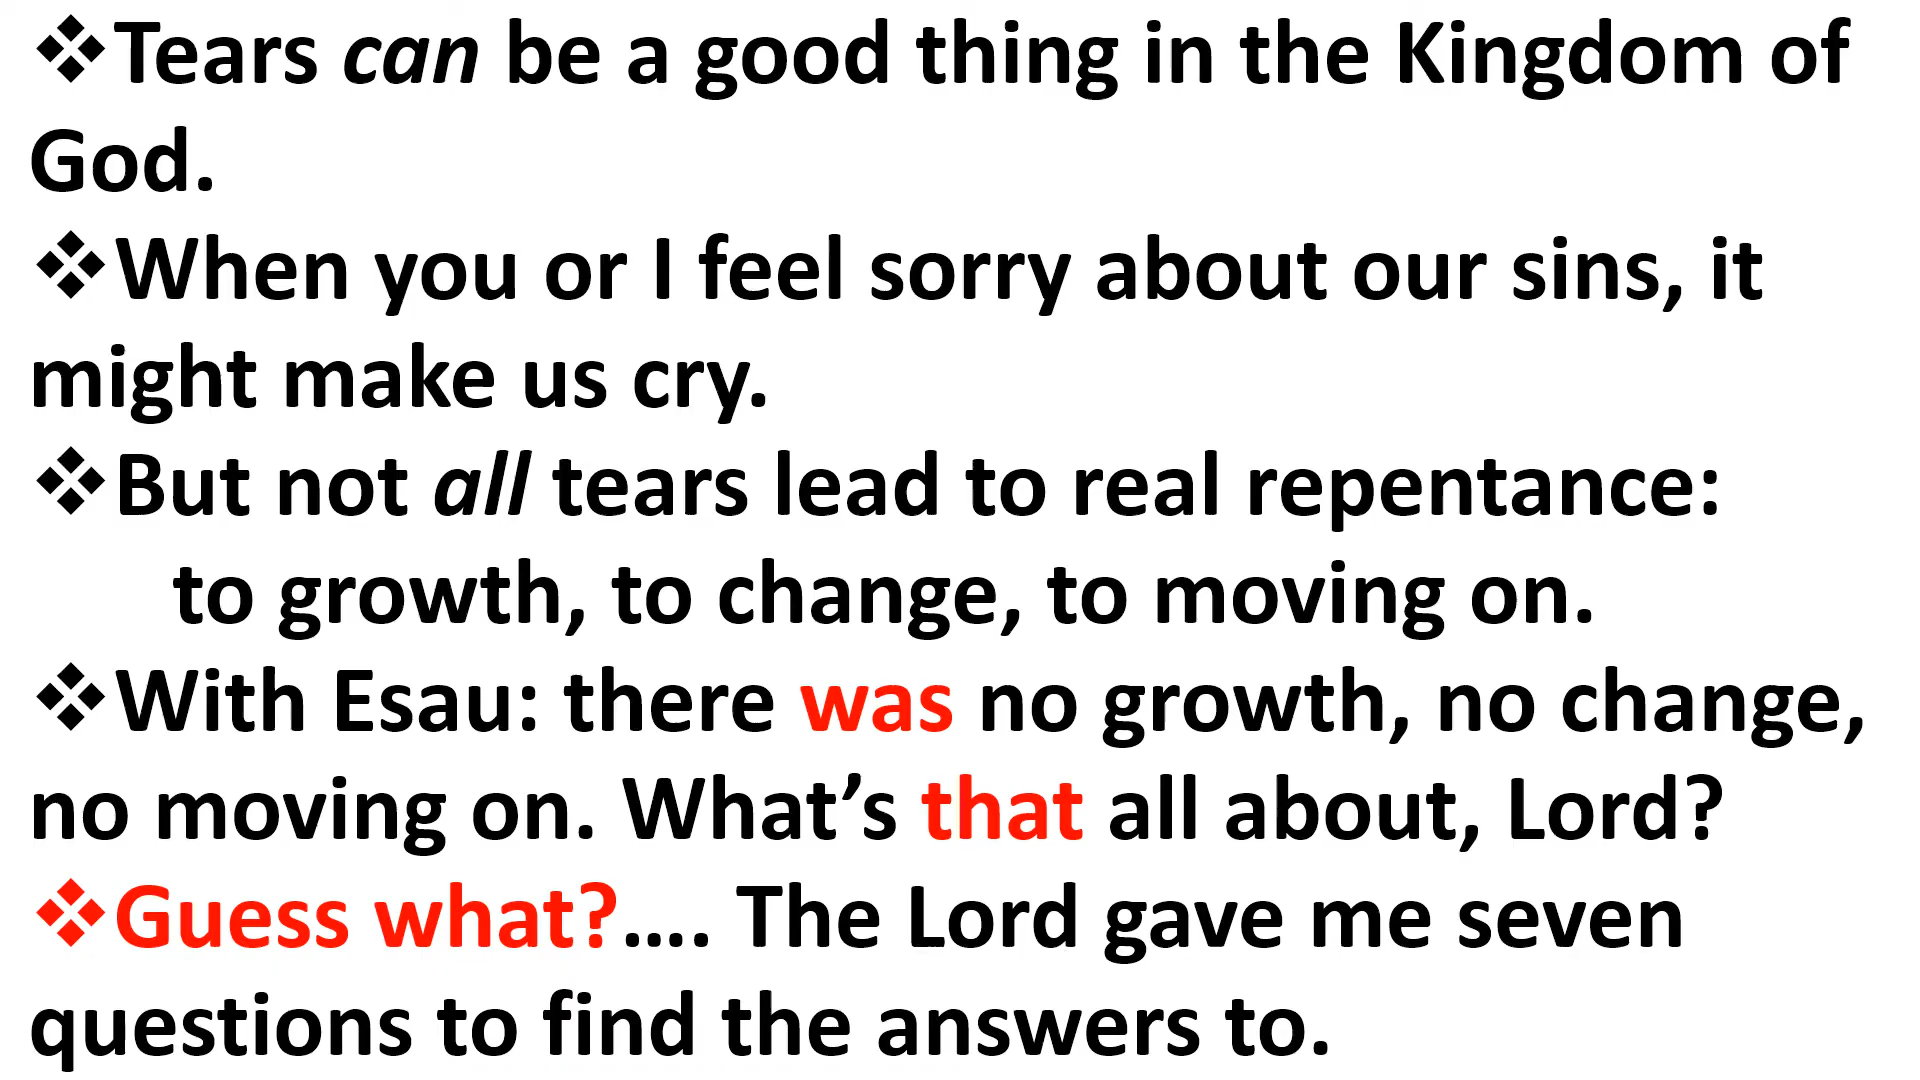 ❖Tears can be a good thing in the Kingdom of
God.
❖When you or I feel sorry about our sins, it
might make us cry.
❖But not all tears lead to real repentance:
to growth, to change, to moving on.
❖With Esau: there was no growth, no change,
no moving on. What’s that all about, Lord?
❖Guess what?…. The Lord gave me seven
questions to find the answers to.